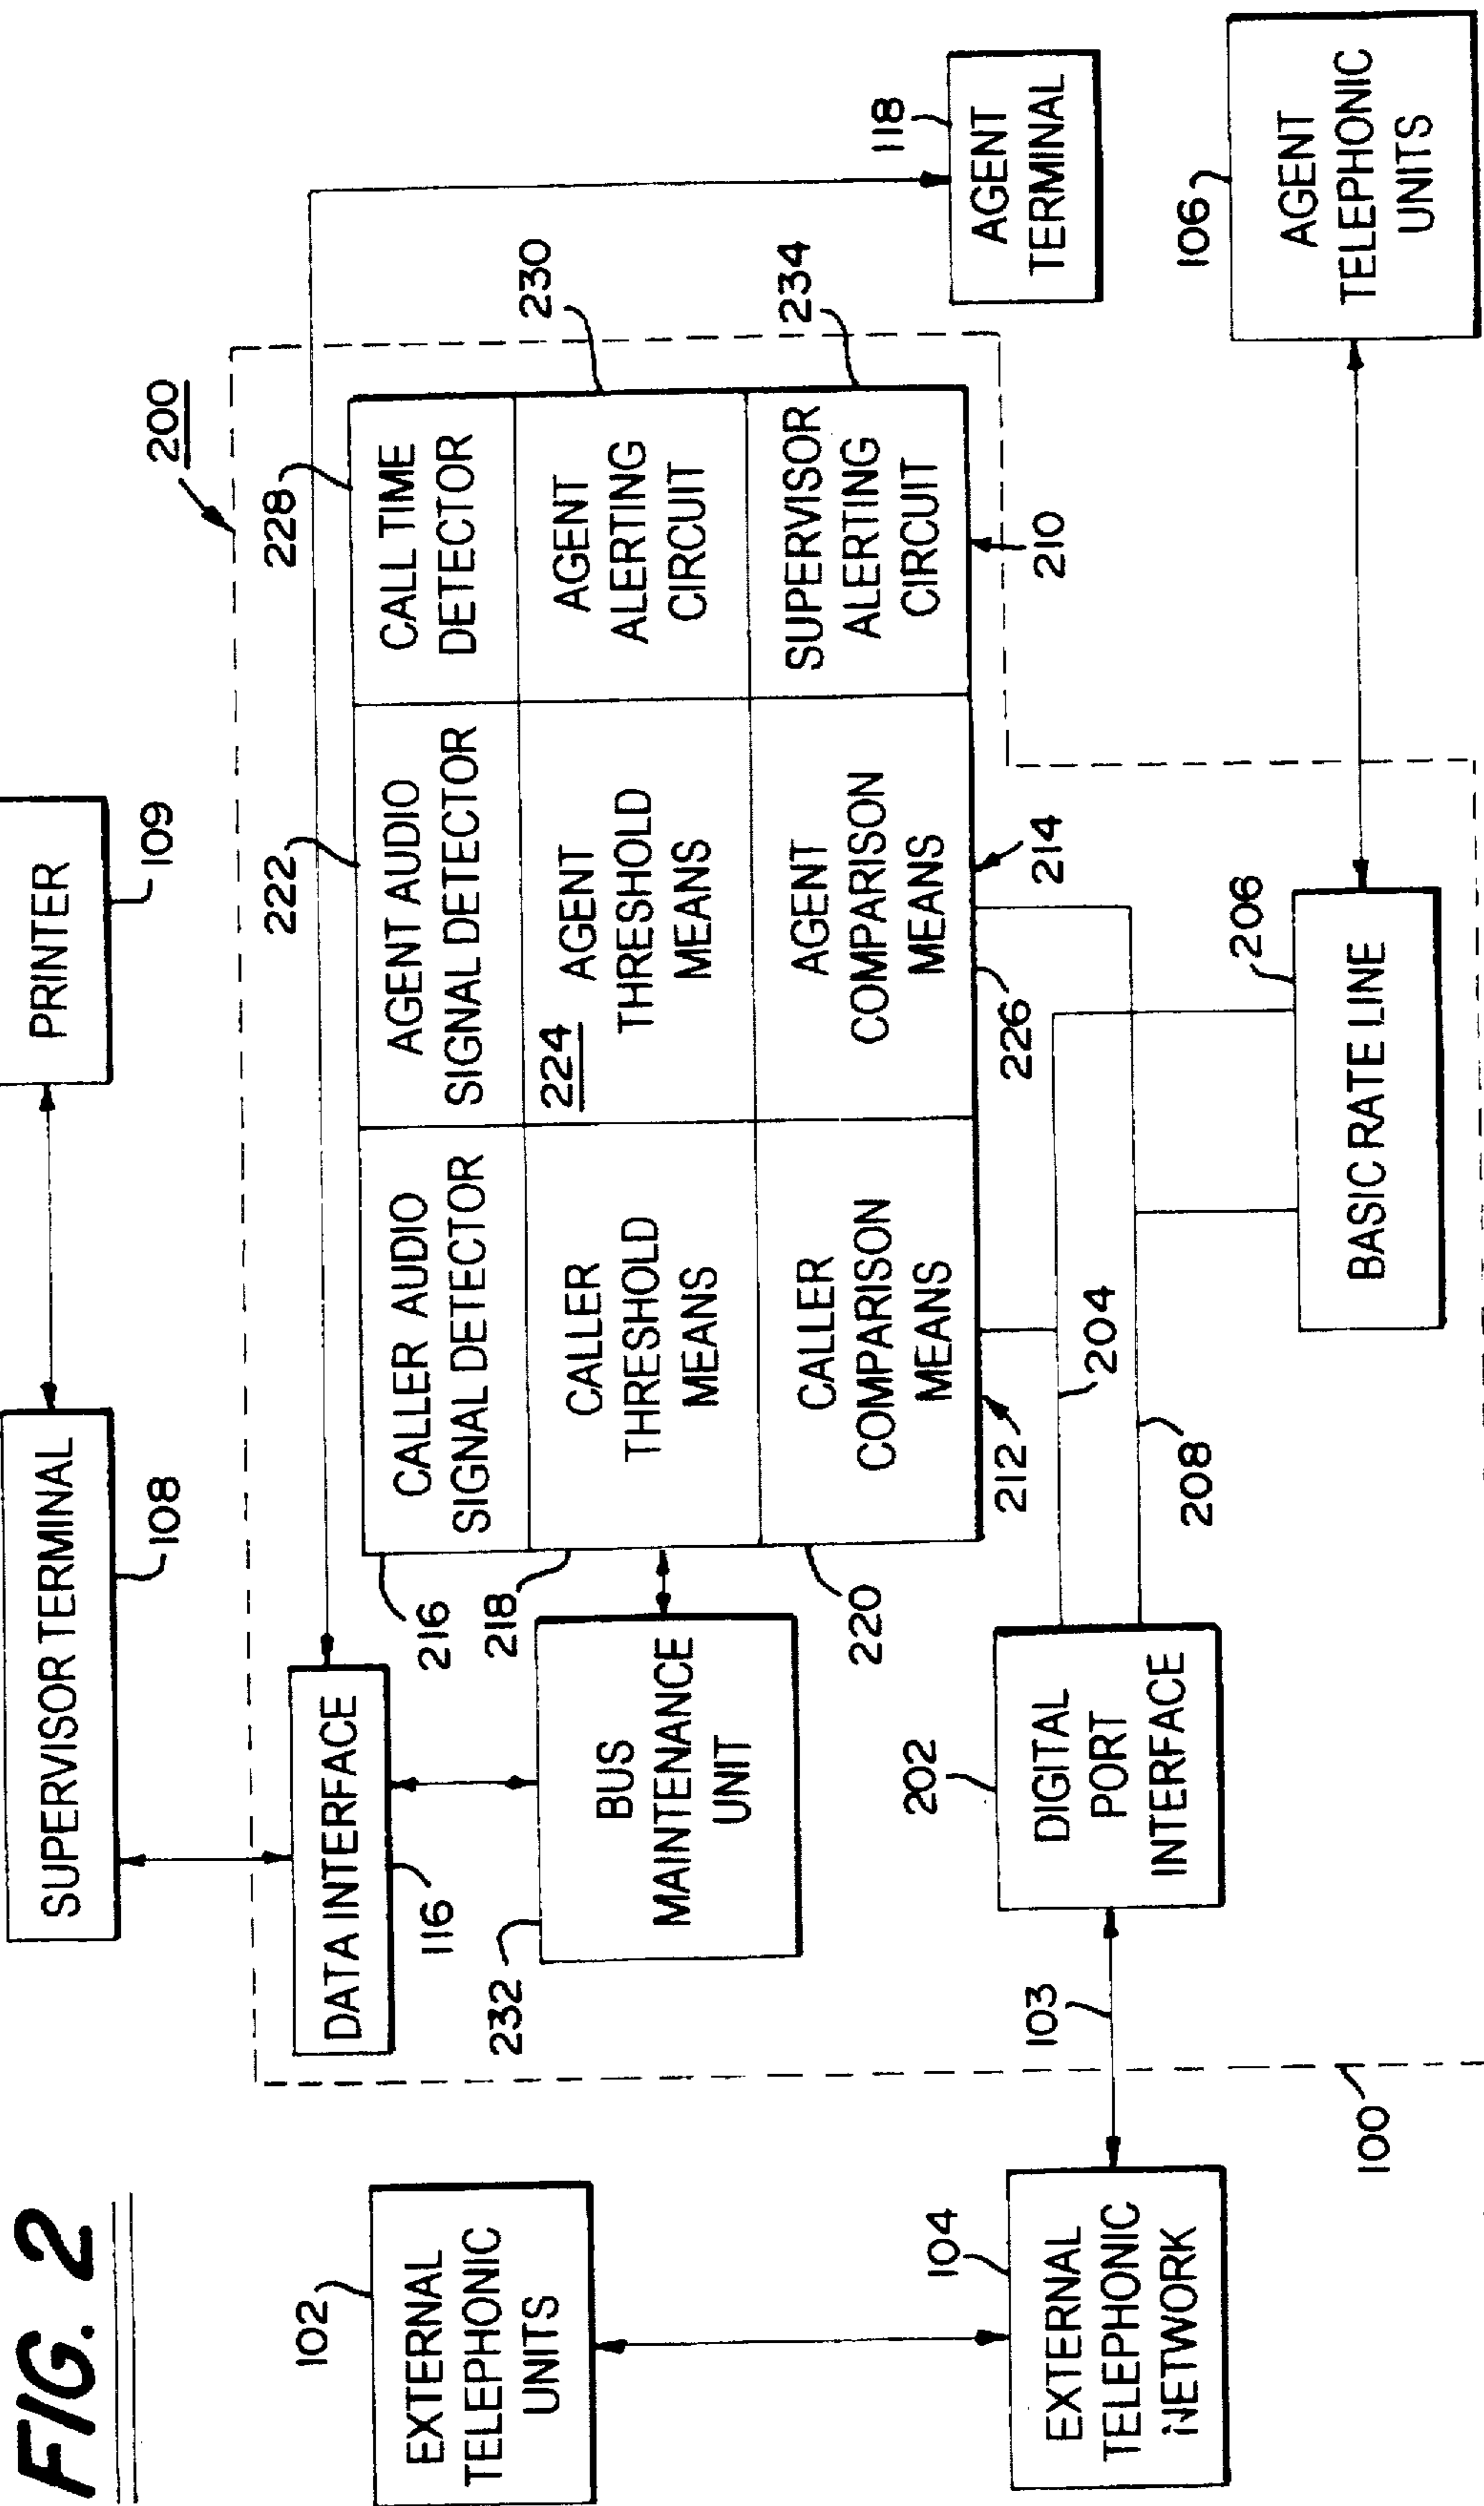 FIG. 2
SUPERVISOR TERMINAL
108
PRINTER
109
200
102
EXTERNAL
TELEPHONIC
UNITS
DATA INTERFACE
116
232
BUS
MAINTENANCE
UNIT
216
218
220
222
228
CALLER AUDIO
SIGNAL DETECTOR
AGENT AUDIO
SIGNAL DETECTOR
CALL TIME
DETECTOR
CALLER
THRESHOLD
MEANS
224
AGENT
THRESHOLD
MEANS
AGENT
ALERTING
CIRCUIT
230
CALLER
COMPARISON
MEANS
AGENT
COMPARISON
MEANS
SUPERVISOR
ALERTING
CIRCUIT
234
212
226
214
210
118
AGENT
TERMINAL
104
EXTERNAL
TELEPHONIC
NETWORK
103
202
DIGITAL
PORT
INTERFACE
204
208
206
BASIC RATE LINE
106
AGENT
TELEPHONIC
UNITS
100